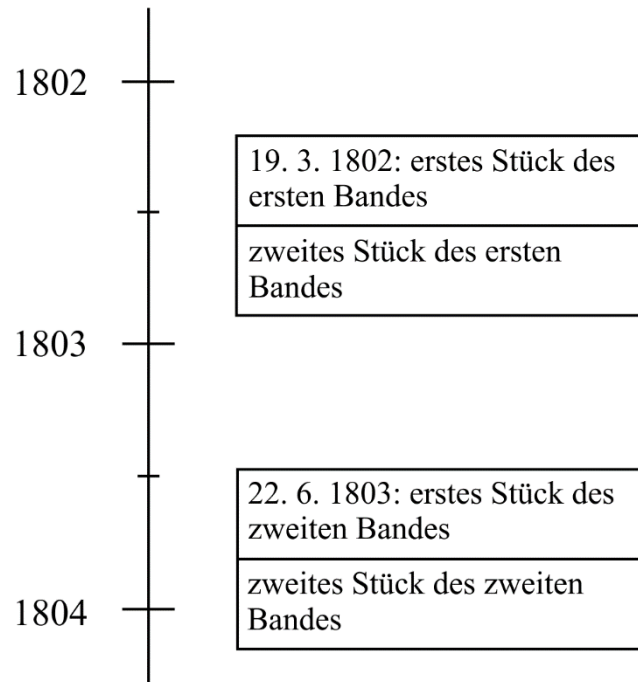 1802
19. 3. 1802: erstes Stück des
ersten Bandes
zweites Stück des ersten
Bandes
1803
22. 6. 1803: erstes Stück des
zweiten Bandes
zweites Stück des zweiten
Bandes
1804